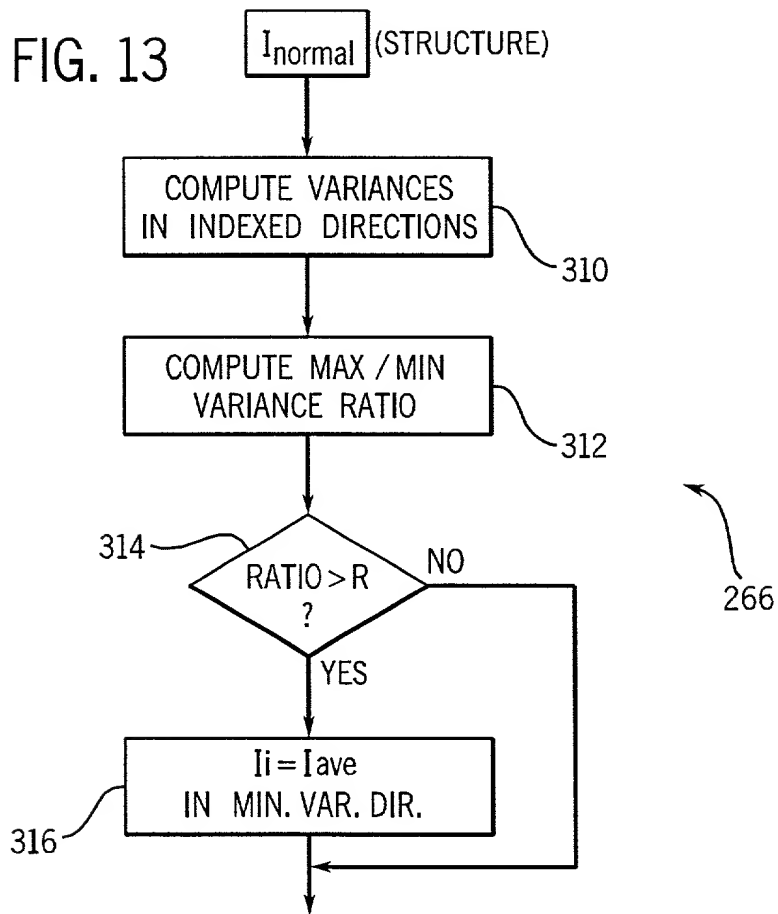 FIG. 13
Inormal (STRUCTURE)
COMPUTE VARIANCES
IN INDEXED DIRECTIONS
310
COMPUTE MAX / MIN
VARIANCE RATIO
312
314
RATIO > R
?
NO
266
YES
Ii = Iave
IN MIN. VAR. DIR.
316